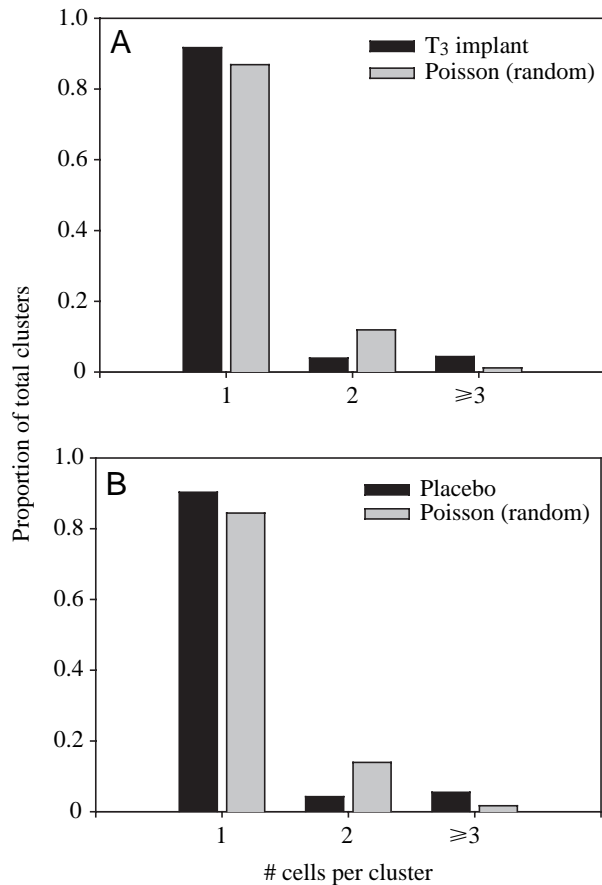 A
T3 implant
Poisson (random)
1.0
0.8
0.6
0.4
0.2
0
1 2 ⩾3
Proportion of total clusters
B
Placebo
Poisson (random)
1.0
0.8
0.6
0.4
0.2
0
1 2 ⩾3
# cells per cluster